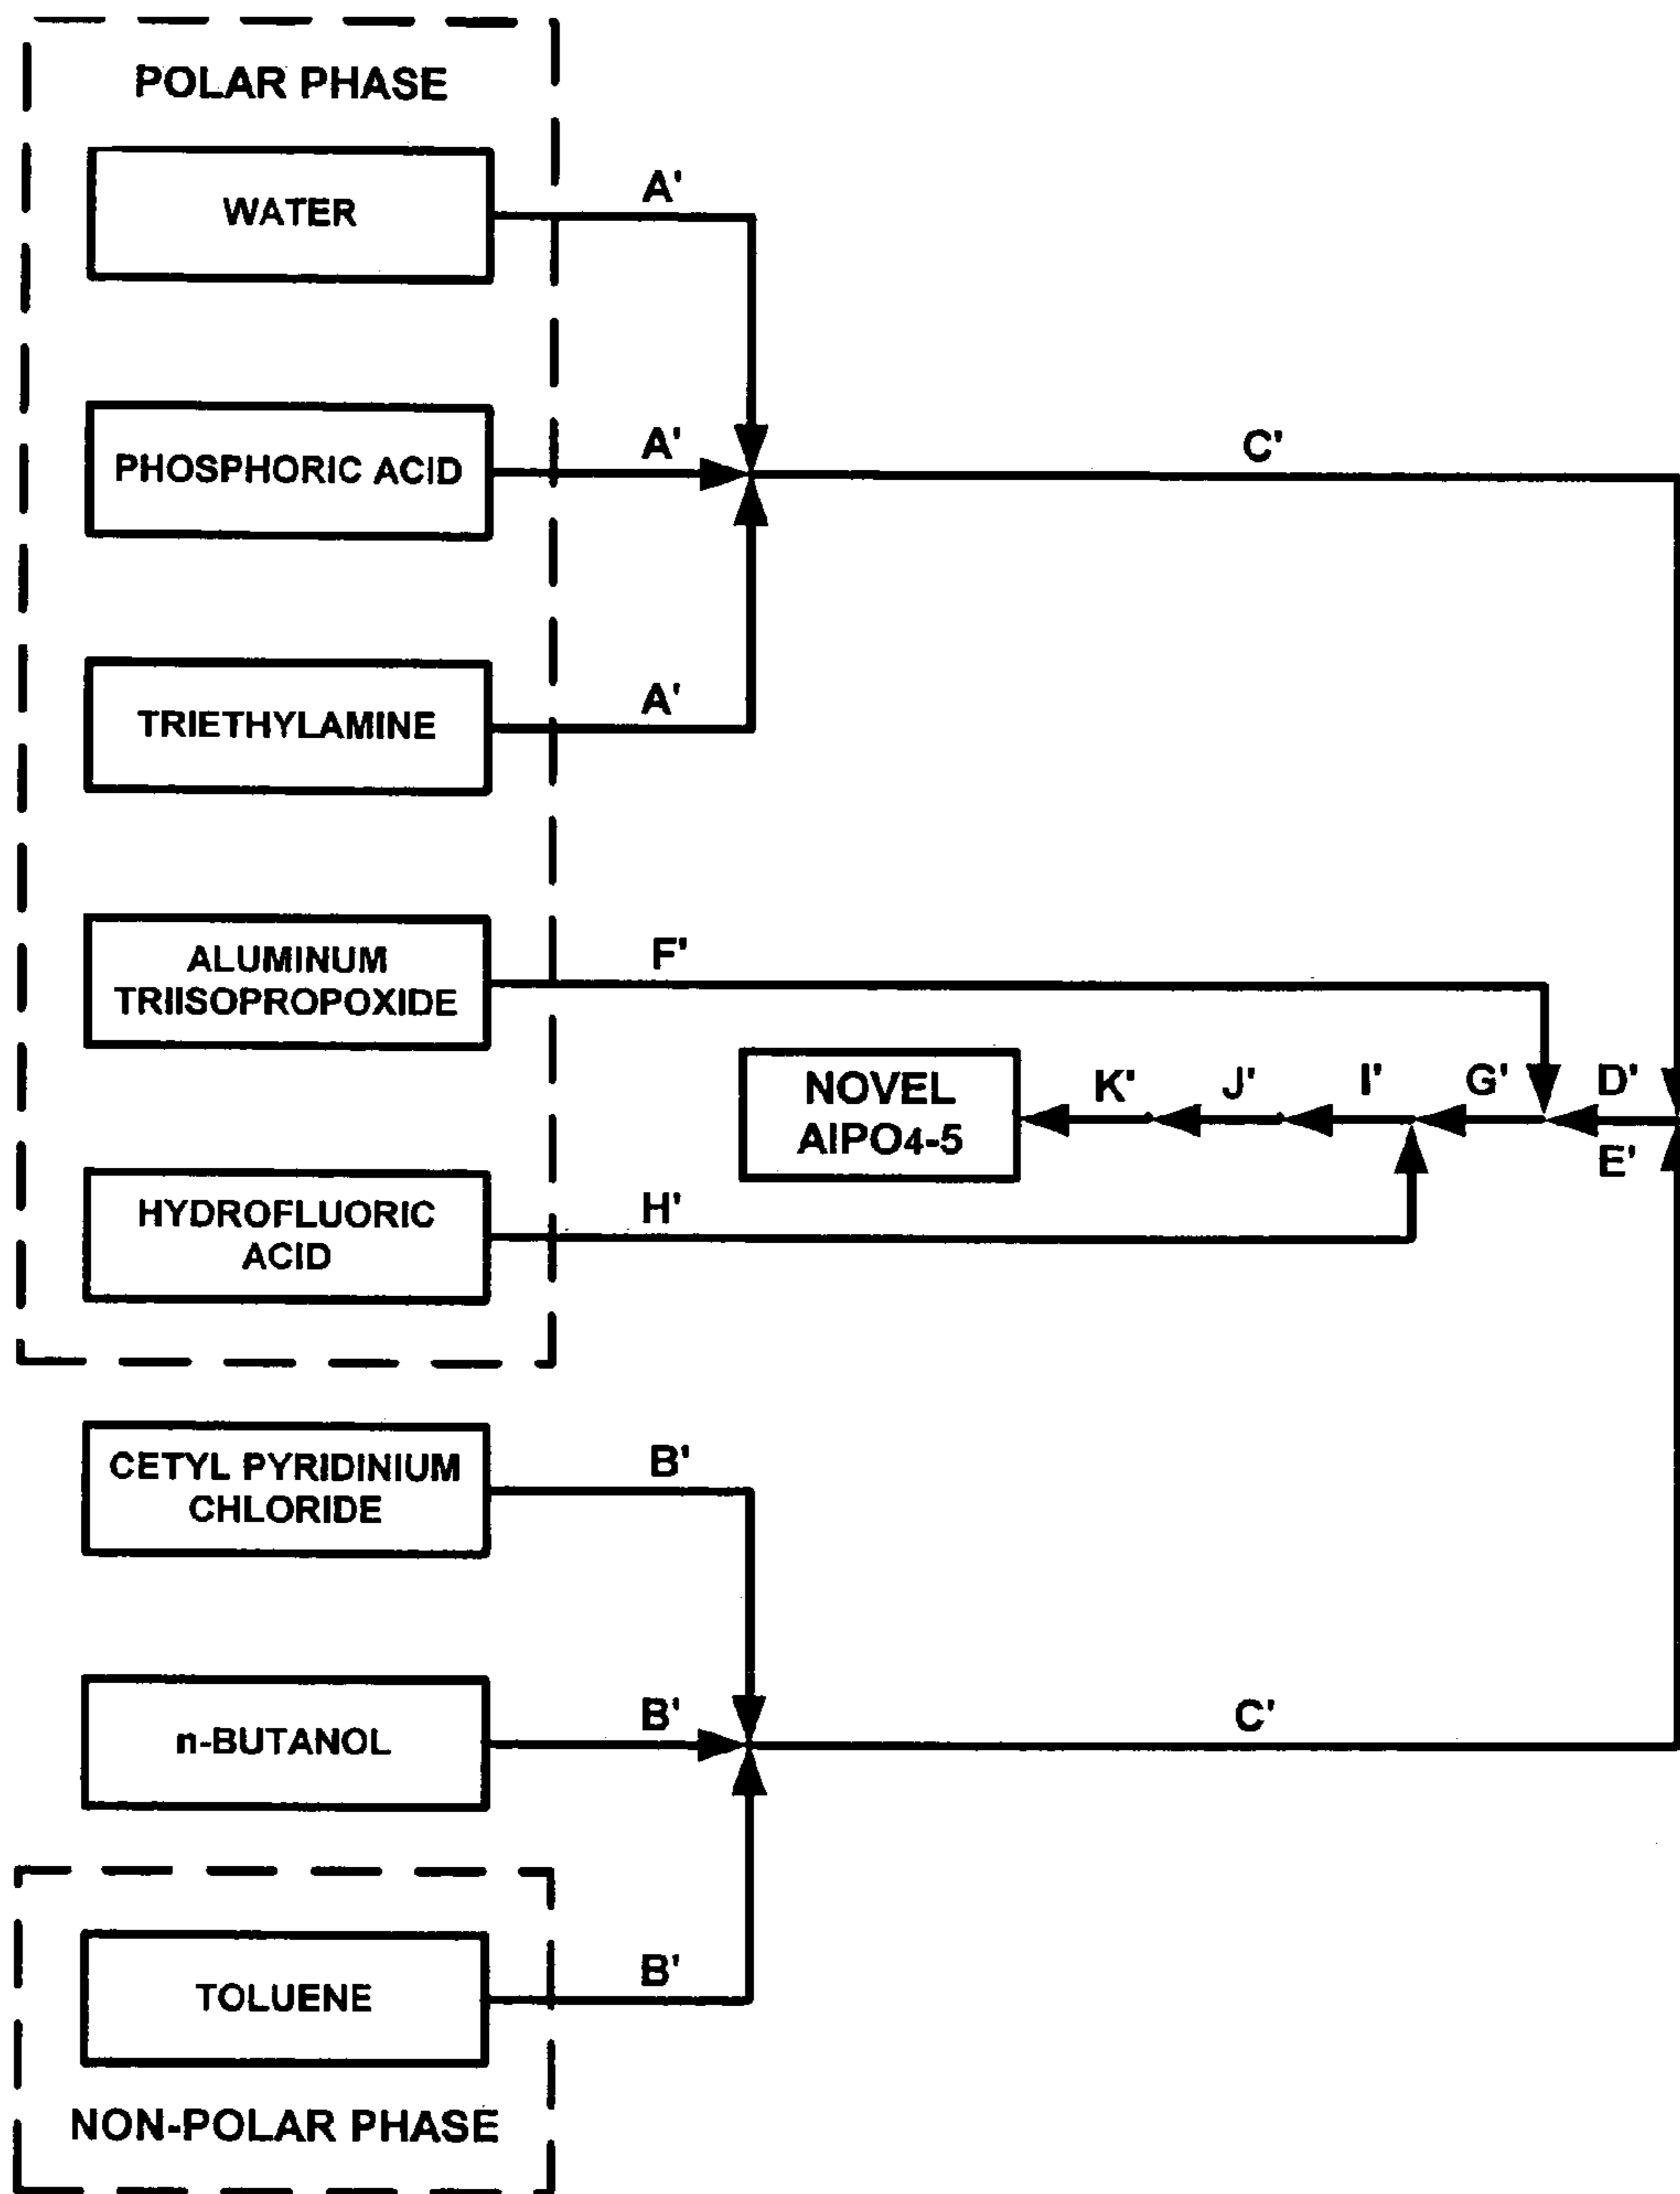 POLAR PHASE
WATER
A'
PHOSPHORIC ACID
A'
C'
TRIETHYLAMINE
A'
ALUMINUM
TRIISOPROPOXIDE
F'
NOVEL
AIPO4-5
K'
J'
I'
G'
D'
E'
HYDROFLUORIC
ACID
H'
CETYL PYRIDINIUM
CHLORIDE
B'
n-BUTANOL
B'
C'
TOLUENE
B'
NON-POLAR PHASE